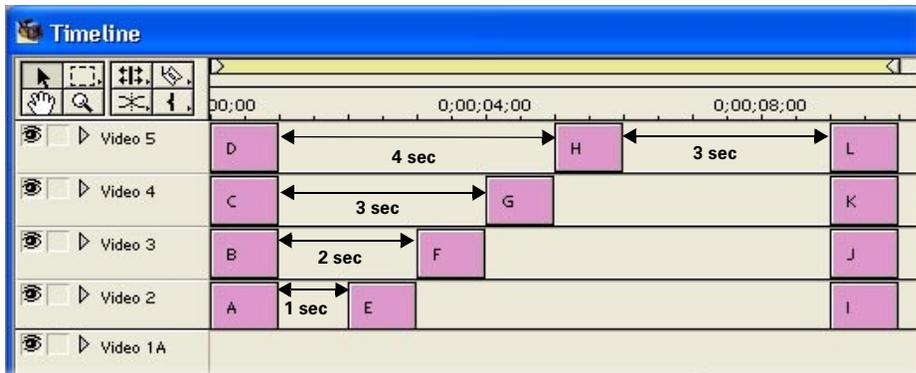 Timeline
00;00 0;00;04;00 0;00;08;00
Video 5 D 4 sec H 3 sec L
Video 4 C 3 sec G K
Video 3 B 2 sec F J
Video 2 A 1 sec E I
Video 1A